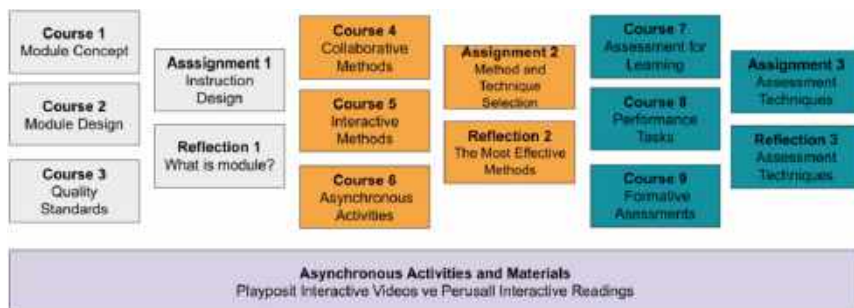 Course 1
Module Concept
Course 2
Module Design
Course 3
Quality
Standards
Asssignment 1
Instruction
Design
Reflection 1
What is module?
Course 4
Collaborative
Methods
Course 5
Interactive
Methods
Course 6
Asynchronous
Activities
Assignment 2
Method and
Technique
Selection
Reflection 2
The Most Effective
Methods
Course 7
Assessment for
Learning
Course 8
Performance
Tasks
Course 9
Formative
Assessments
Assignment 3
Assessment
Techniques
Reflection 3
Assessment
Techniques
Asynchronous Activities and Materials
Playposit Interactive Videos ve Perusall Interactive Readings